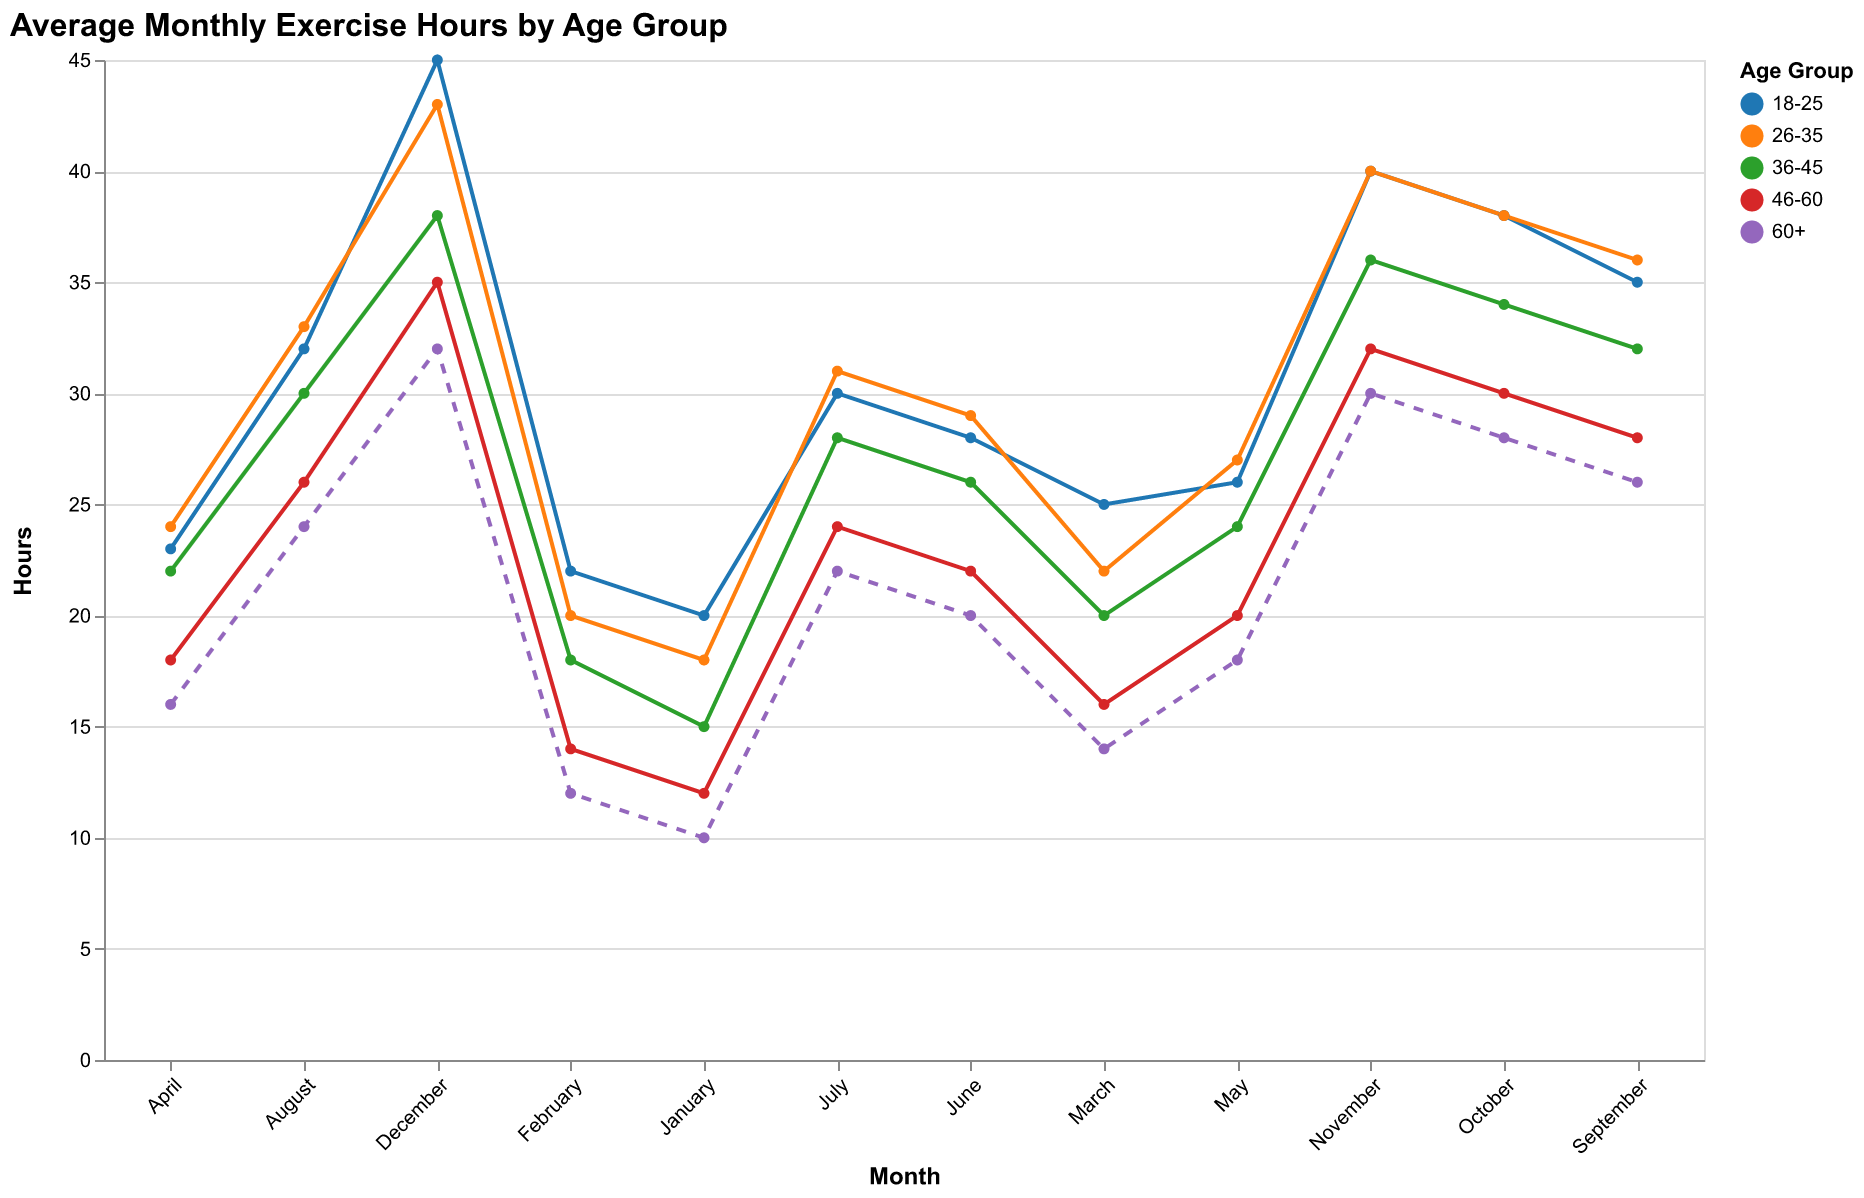 Average Monthly Exercise Hours by Age Group
45
40
35
30
25
20
15
10
5
0
Hours
April
August
December
February
January
July
June
March
May
November
October
September
Month
Age Group
18-25
26-35
36-45
46-60
60+